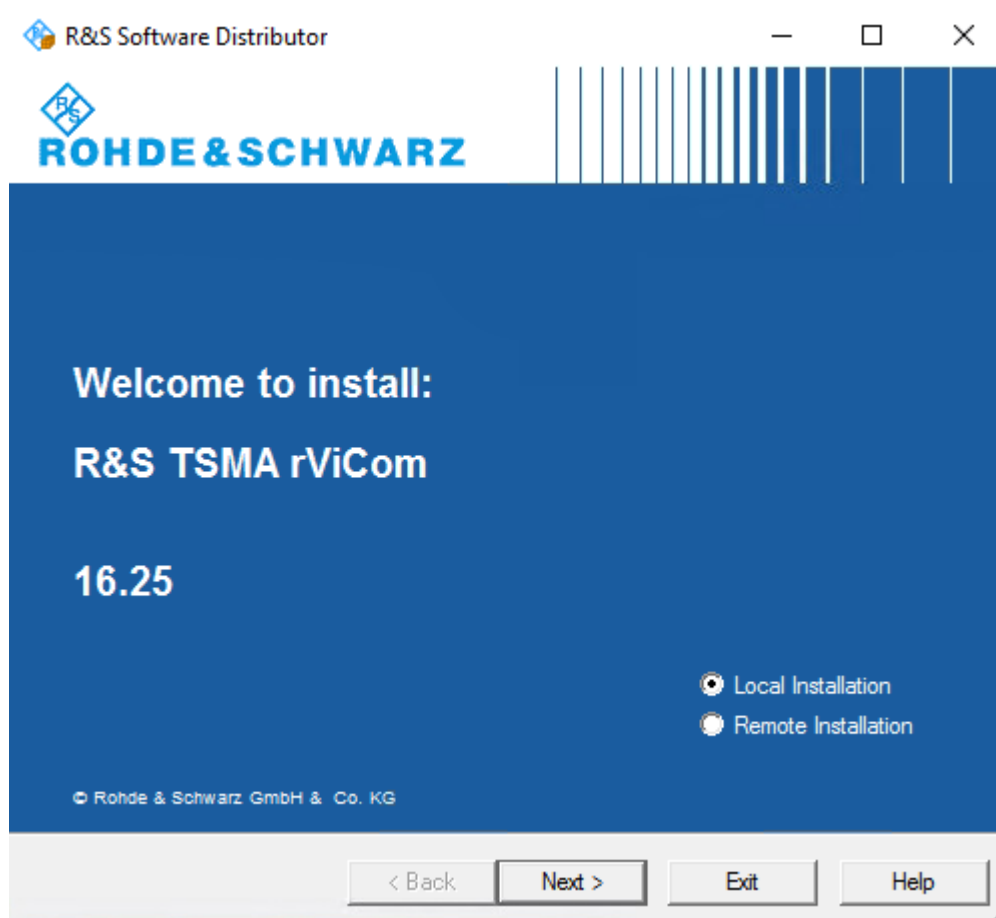 R&S Software Distributor
R&S
ROHDE&SCHWARZ
Welcome to install:
R&S TSMA rViCom
16.25
Local Installation
Remote Installation
© Rohde & Schwarz GmbH & Co. KG
< Back
Next >
Exit
Help